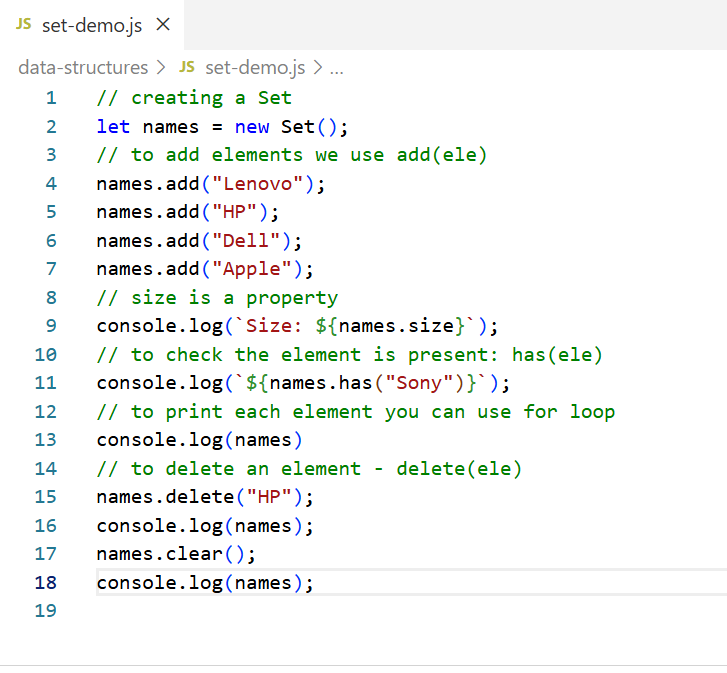 JS set-demo.js ×
data-structures > JS set-demo.js > ...
1 // creating a Set
2 let names = new Set();
3 // to add elements we use add(ele)
4 names.add("Lenovo");
5 names.add("HP");
6 names.add("Dell");
7 names.add("Apple");
8 // size is a property
9 console.log(`Size: ${names.size}`);
10 // to check the element is present: has(ele)
11 console.log(`${names.has("Sony")}`);
12 // to print each element you can use for loop
13 console.log(names)
14 // to delete an element - delete(ele)
15 names.delete("HP");
16 console.log(names);
17 names.clear();
18 console.log(names);
19